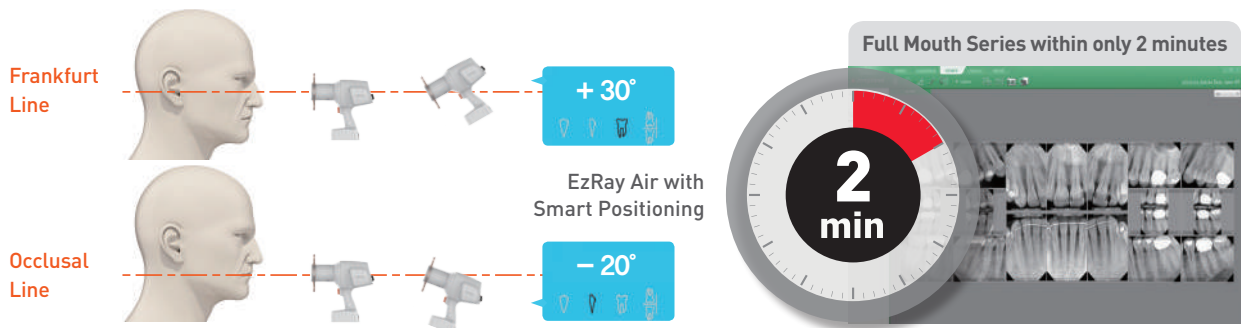 Full Mouth Series within only 2 minutes
Frankfurt
Line
+ 30°
2
min
EzRay Air with
Smart Positioning
Occlusal
Line
− 20°